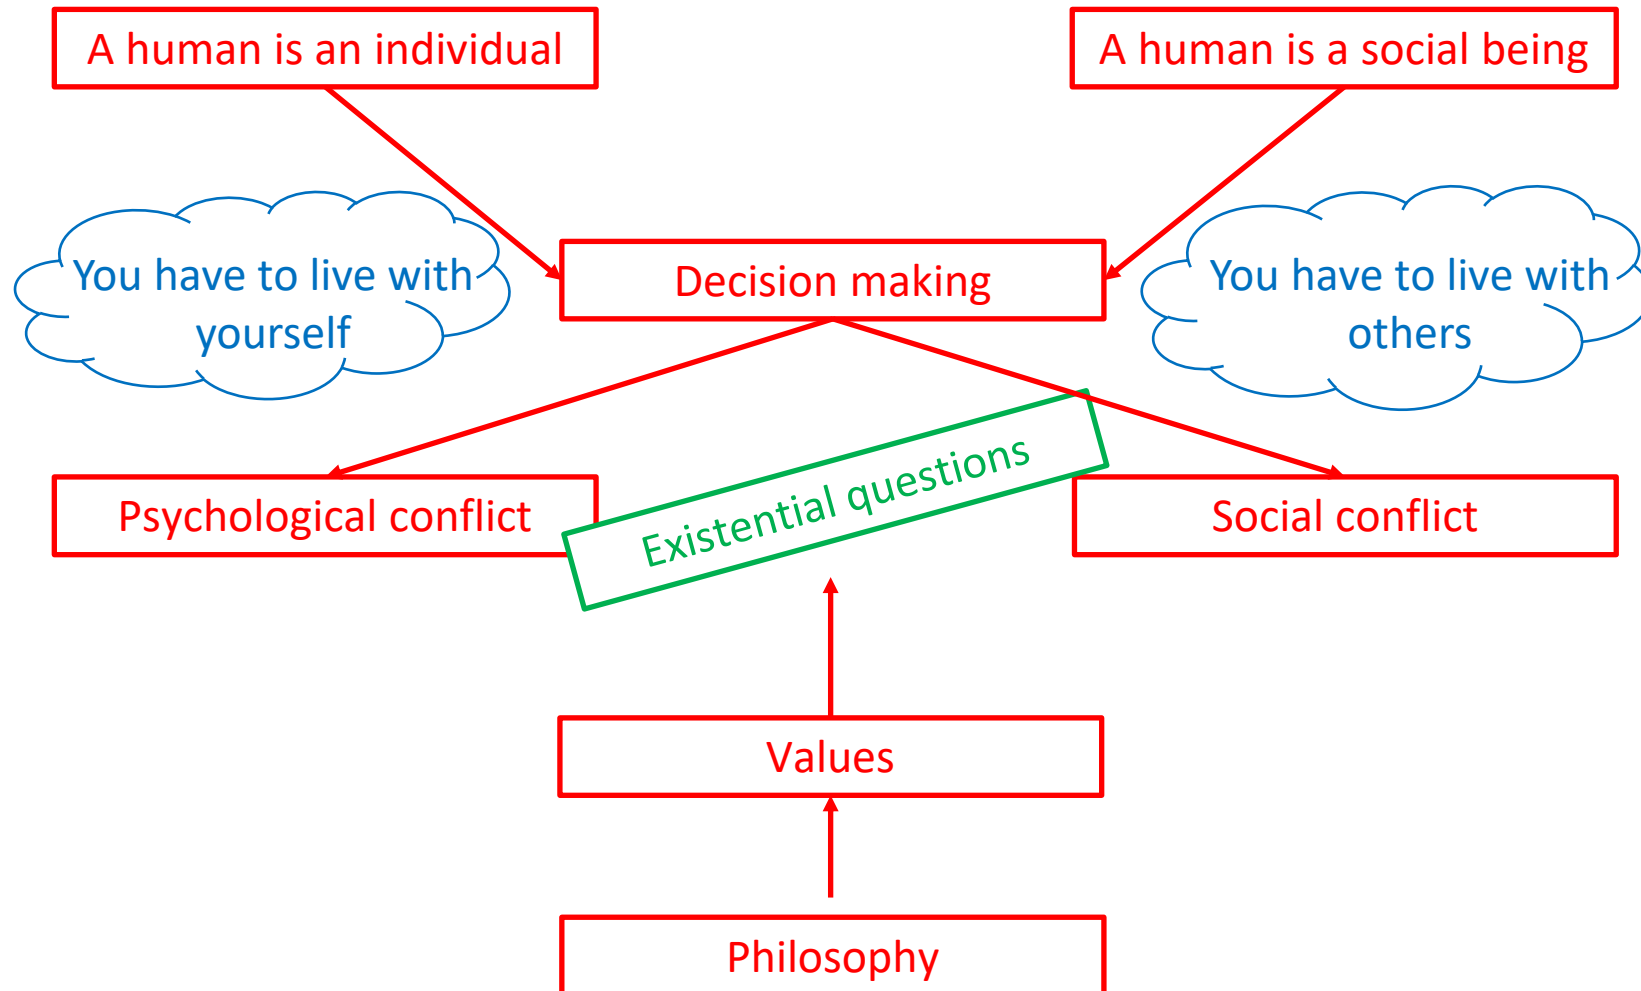 A human is an individual
A human is a social being
You have to live with
yourself
Decision making
You have to live with
others
Psychological conflict
Existential questions
Social conflict
Values
Philosophy